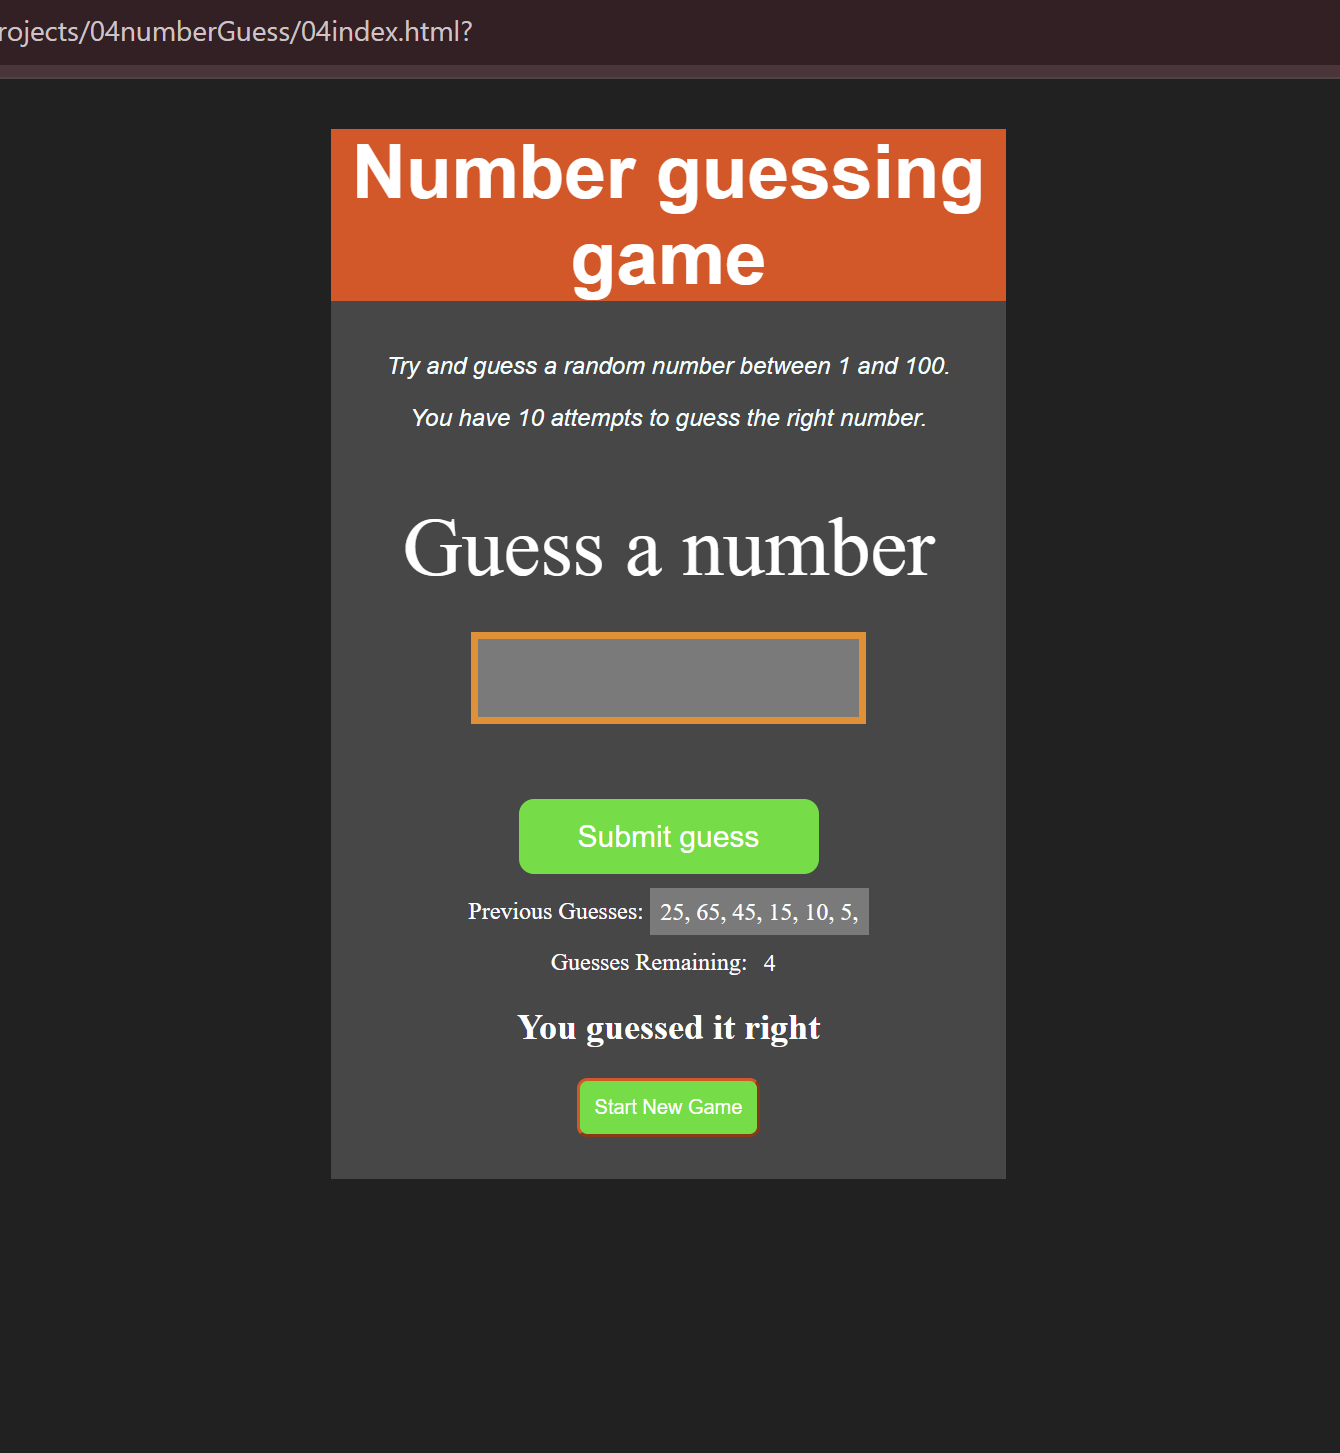 rojects/04numberGuess/04index.html?
Number guessing
game
Try and guess a random number between 1 and 100.
You have 10 attempts to guess the right number.
Guess a number
Submit guess
Previous Guesses: 25, 65, 45, 15, 10, 5,
Guesses Remaining: 4
You guessed it right
Start New Game